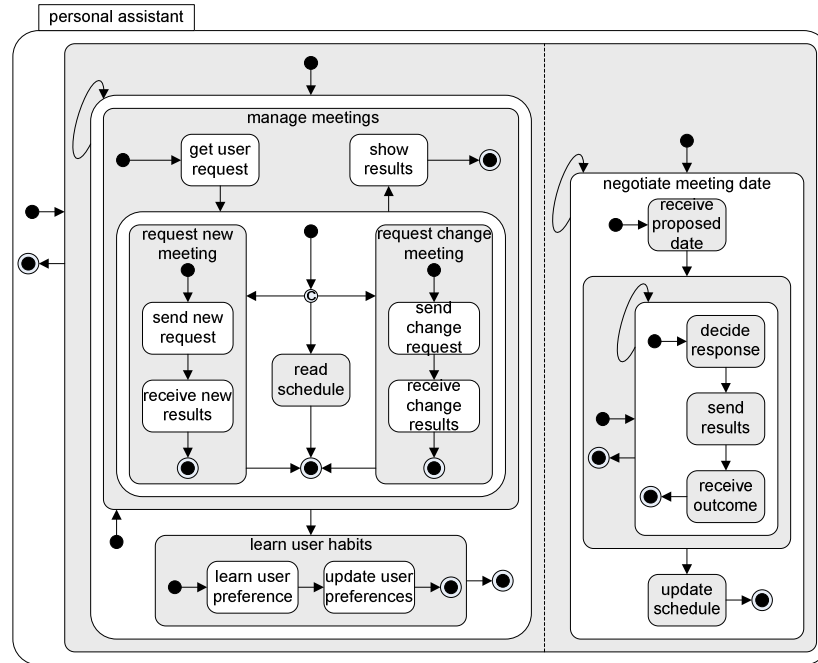 personal assistant
manage meetings
get user
request
show
results
request new
meeting
request change
meeting
C
send new
request
send
change
request
read
schedule
receive new
results
receive
change
results
learn user habits
learn user
preference
update user
preferences
negotiate meeting date
receive
proposed
date
decide
response
send
results
receive
outcome
update
schedule